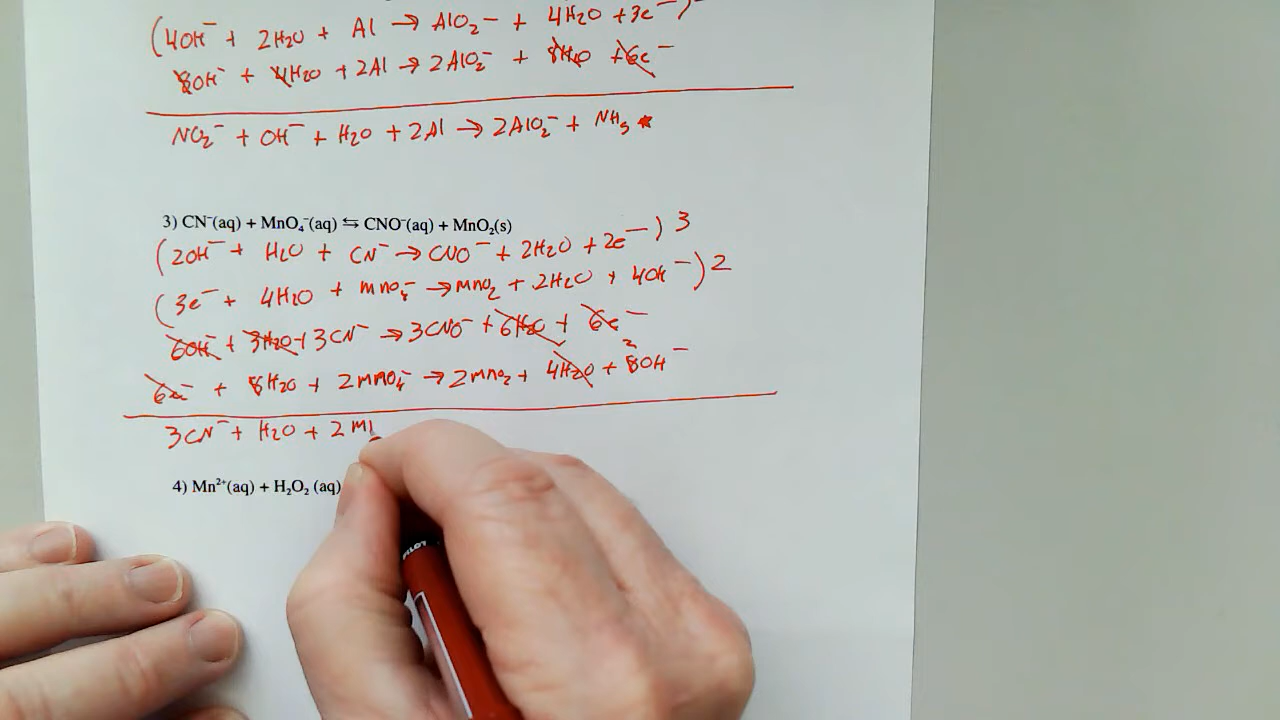 (4OH⁻ + 2H₂O + Al → AlO₂⁻ + 4H₂O + 3e⁻)
8OH⁻ + 4H₂O + 2Al → 2AlO₂⁻ + 8H₂O + 6e⁻
NO₂⁻ + OH⁻ + H₂O + 2Al → 2AlO₂⁻ + NH₃ *
3) CN⁻(aq) + MnO₄⁻(aq) ⇆ CNO⁻(aq) + MnO₂(s)
(2OH⁻ + H₂O + CN⁻ → CNO⁻ + 2H₂O + 2e⁻) 3
(3e⁻ + 4H₂O + mno₄⁻ → mno₂ + 2H₂O + 4OH⁻) 2
6OH⁻ + 3H₂O + 3CN⁻ → 3CNO⁻ + 6H₂O + 6e⁻
6e⁻ + 8H₂O + 2mno₄⁻ → 2mno₂ + 4H₂O + 8OH⁻ 2
3CN⁻ + H₂O + 2
4) Mn²⁺(aq) + H₂O₂ (aq)
PILOT